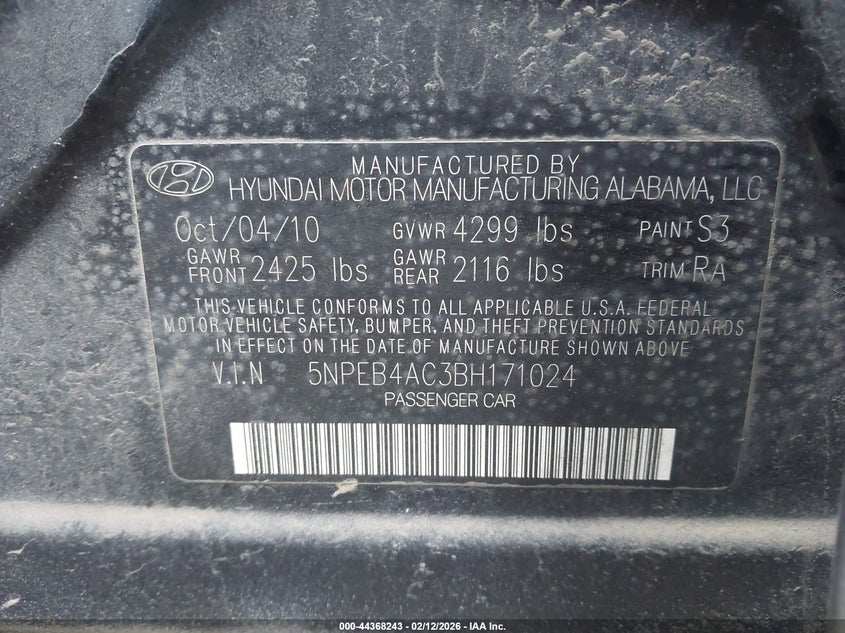 MANUFACTURED BY
HYUNDAI MOTOR MANUFACTURING ALABAMA, LLC
Oct/04/10 GVWR 4299 lbs PAINT S3
GAWR FRONT 2425 lbs GAWR REAR 2116 lbs TRIM RA
THIS VEHICLE CONFORMS TO ALL APPLICABLE U.S.A. FEDERAL
MOTOR VEHICLE SAFETY, BUMPER, AND THEFT PREVENTION STANDARDS
IN EFFECT ON THE DATE OF MANUFACTURE SHOWN ABOVE
V.I.N 5NPEB4AC3BH171024
PASSENGER CAR
000-44368243 - 02/12/2026 - IAA Inc.